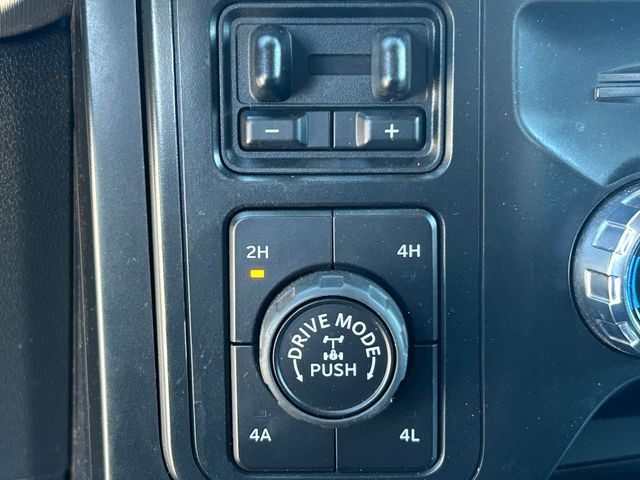 − +
2H 4H
DRIVE MODE
PUSH
4A 4L